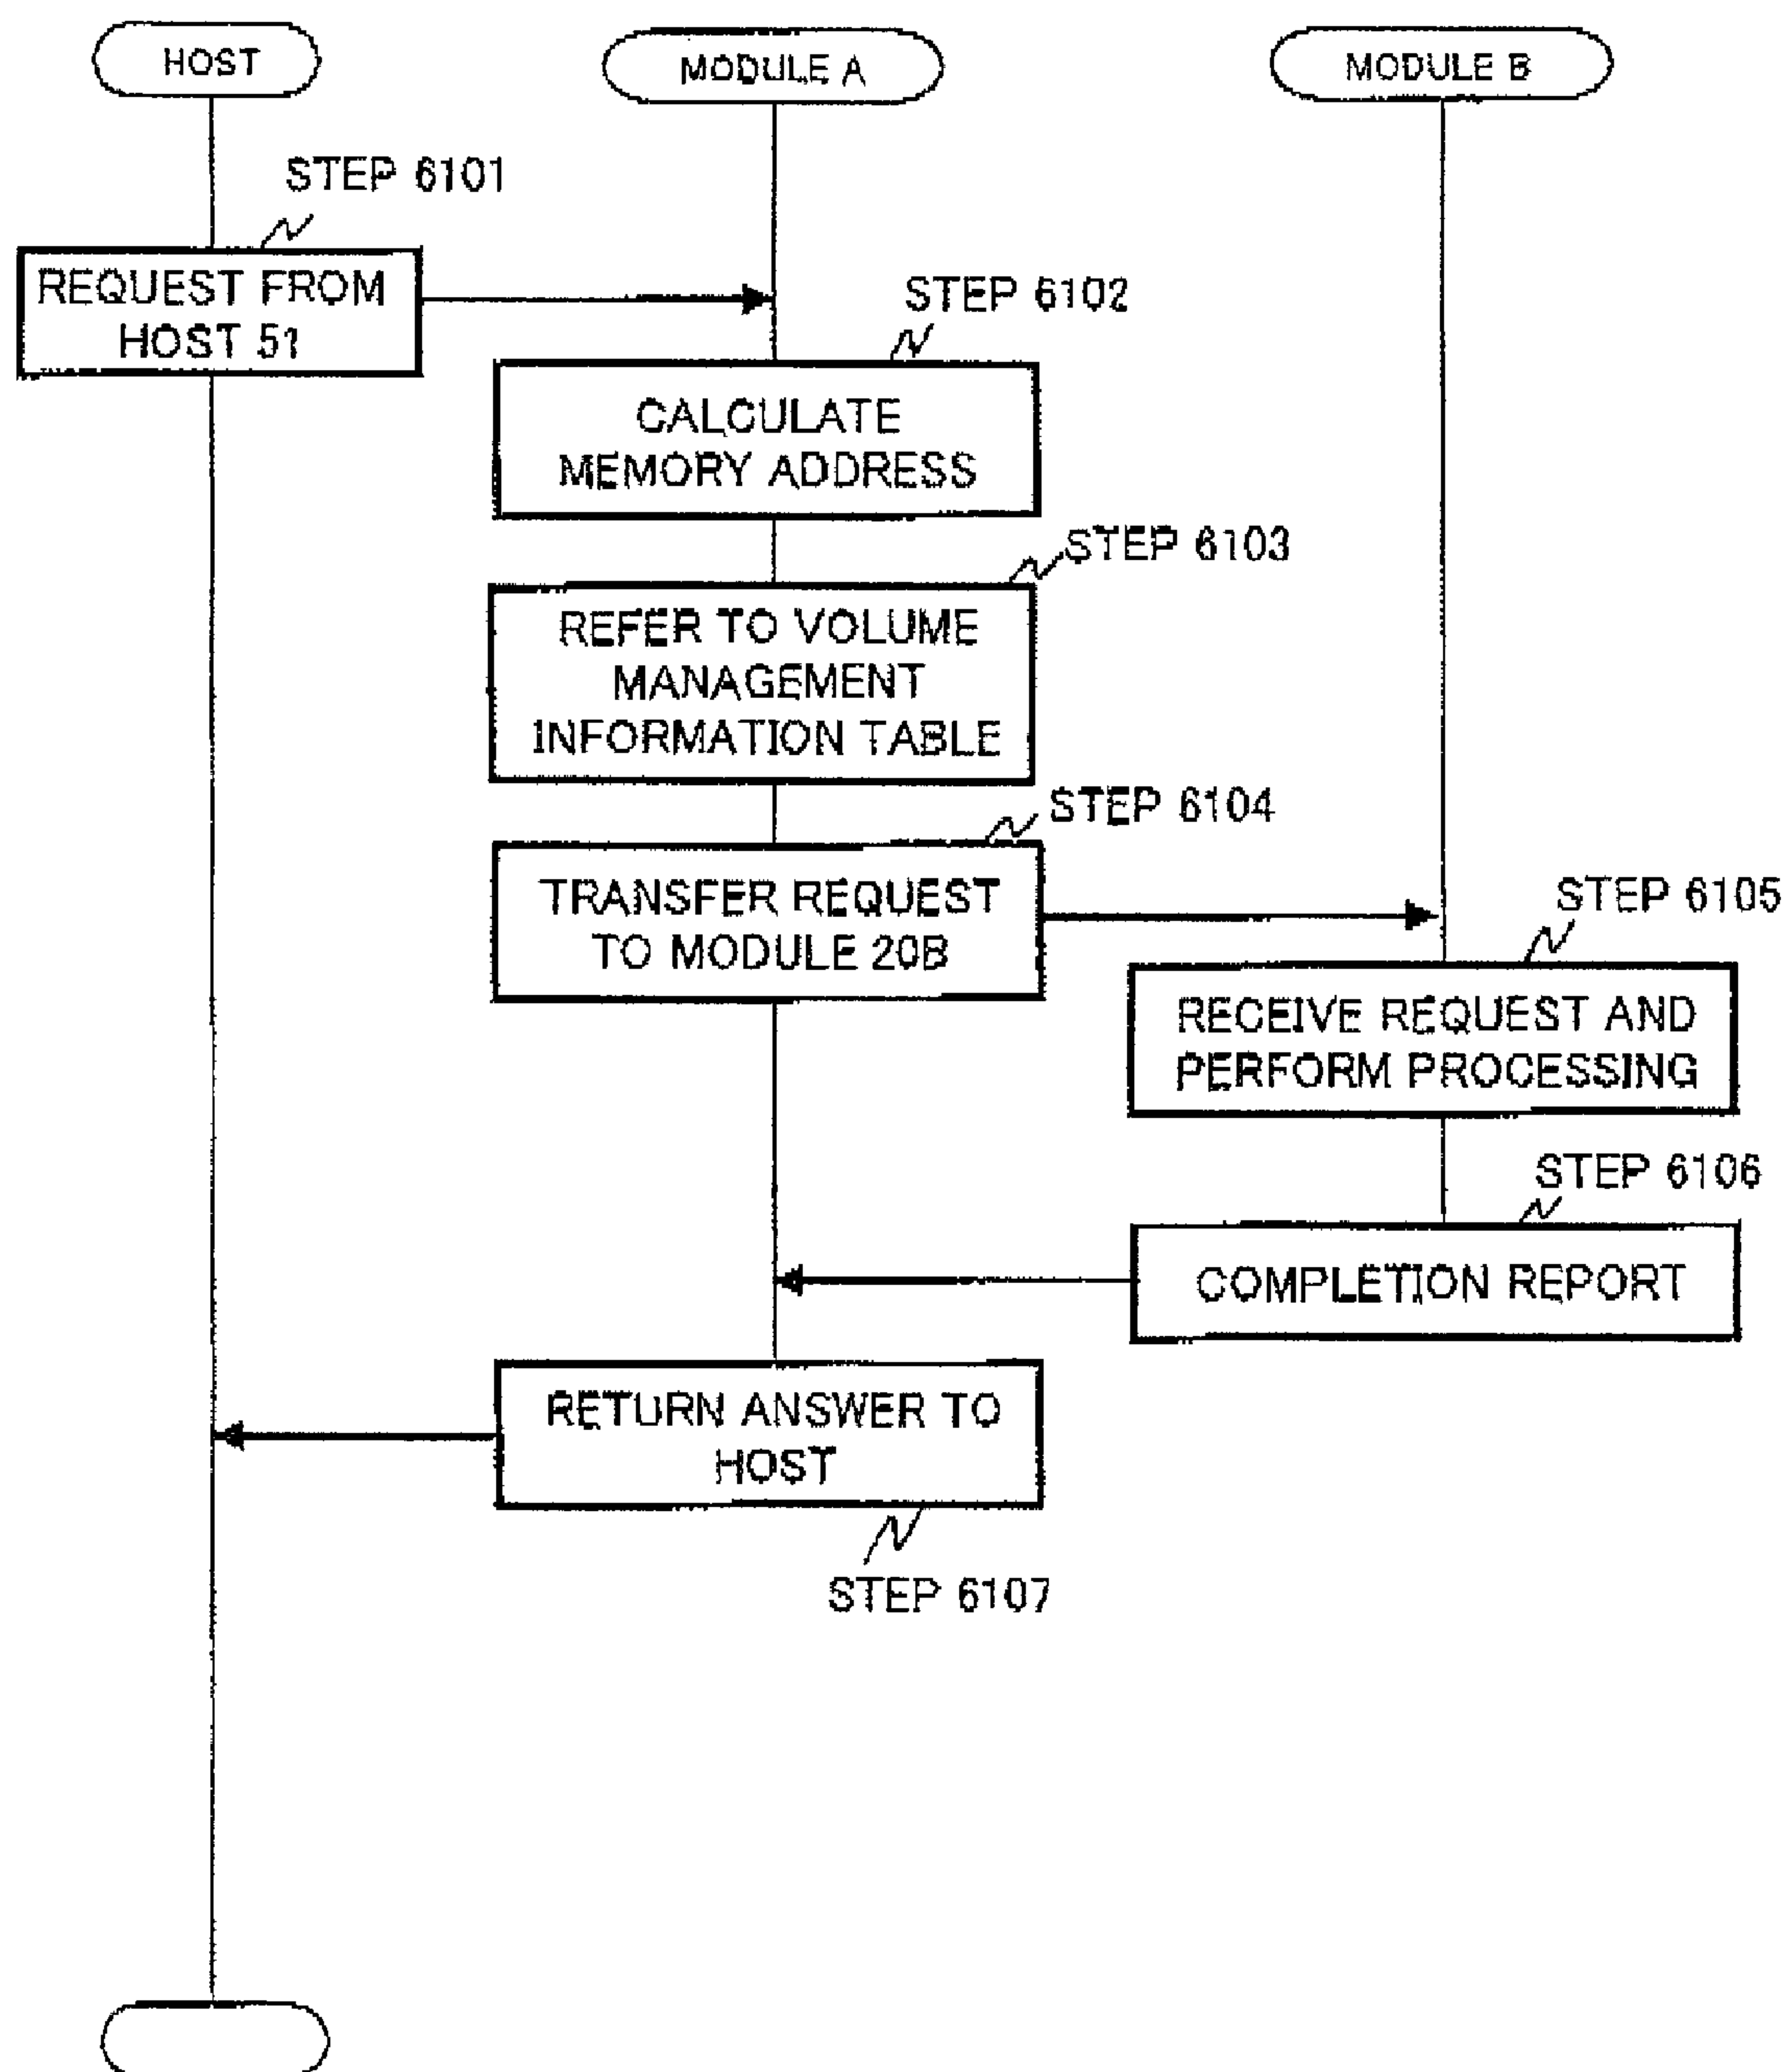 HOST
MODULE A
MODULE B
STEP 6101
REQUEST FROM
HOST 51
STEP 6102
CALCULATE
MEMORY ADDRESS
STEP 6103
REFER TO VOLUME
MANAGEMENT
INFORMATION TABLE
STEP 6104
TRANSFER REQUEST
TO MODULE 20B
STEP 6105
RECEIVE REQUEST AND
PERFORM PROCESSING
STEP 6106
COMPLETION REPORT
RETURN ANSWER TO
HOST
STEP 6107